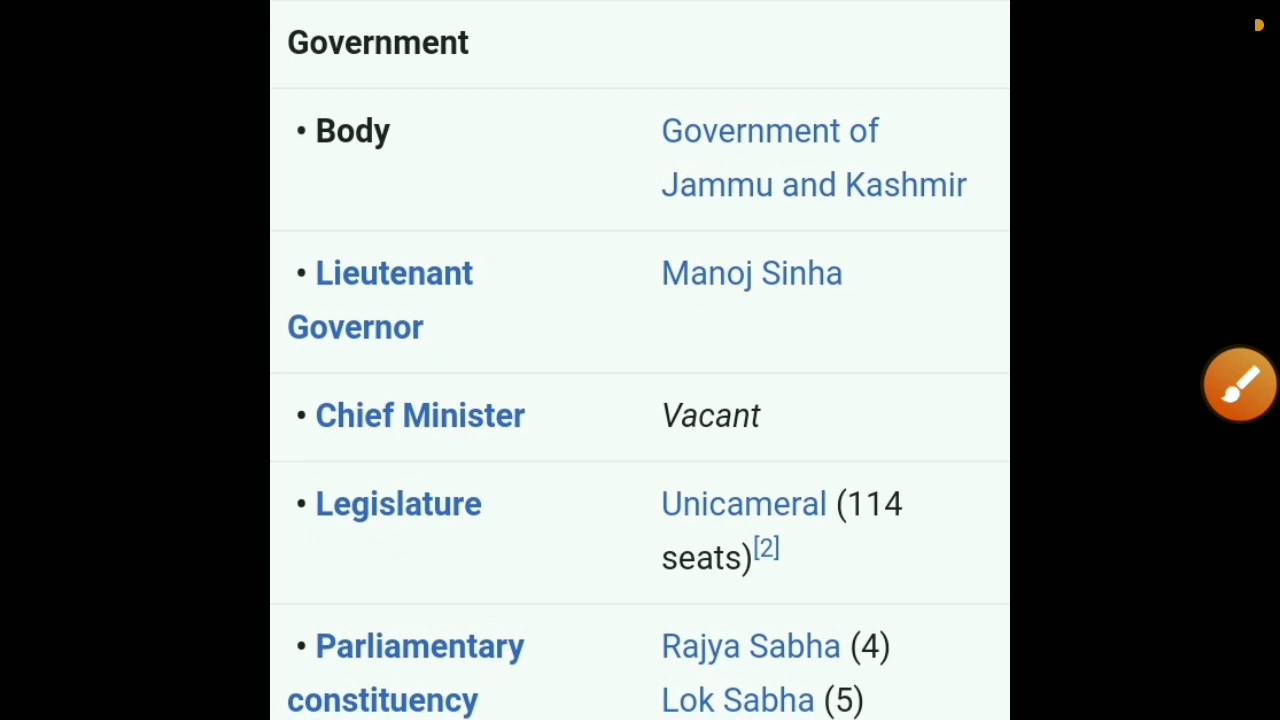 Government
• Body Government of
Jammu and Kashmir
• Lieutenant Manoj Sinha
Governor
• Chief Minister Vacant
• Legislature Unicameral (114
seats)[2]
• Parliamentary Rajya Sabha (4)
constituency Lok Sabha (5)